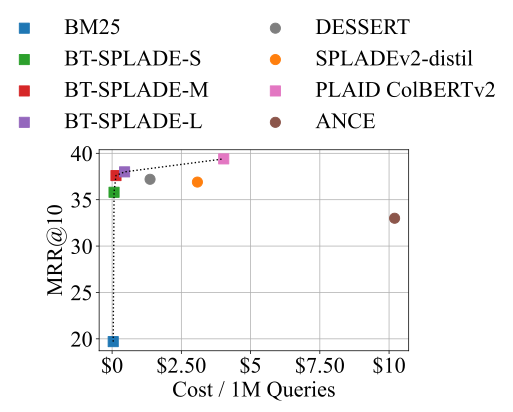 BM25
BT-SPLADE-S
BT-SPLADE-M
BT-SPLADE-L
DESSERT
SPLADEv2-distil
PLAID ColBERTv2
ANCE
MRR@10
40
35
30
25
20
$0 $2.50 $5 $7.50 $10
Cost / 1M Queries